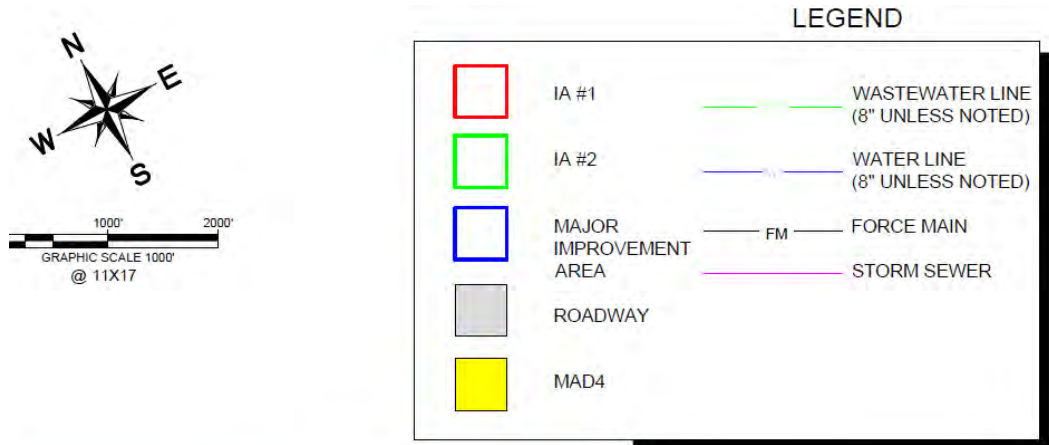 LEGEND
N
E
W
S
1000'
2000'
GRAPHIC SCALE 1000'
@ 11X17
IA #1
IA #2
MAJOR
IMPROVEMENT
AREA
ROADWAY
MAD4
WASTEWATER LINE
(8" UNLESS NOTED)
WATER LINE
(8" UNLESS NOTED)
FM
FORCE MAIN
STORM SEWER